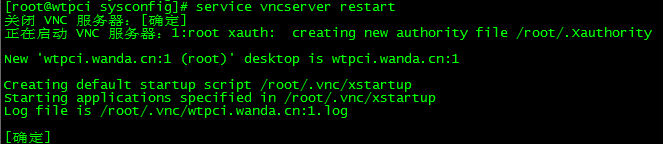 [root@wtpci sysconfig]# service vncserver restart
关闭 VNC 服务器：[确定]
正在启动 VNC 服务器：1:root xauth:  creating new authority file /root/.Xauthority
New 'wtpci.wanda.cn:1 (root)' desktop is wtpci.wanda.cn:1
Creating default startup script /root/.vnc/xstartup
Starting applications specified in /root/.vnc/xstartup
Log file is /root/.vnc/wtpci.wanda.cn:1.log
[确定]